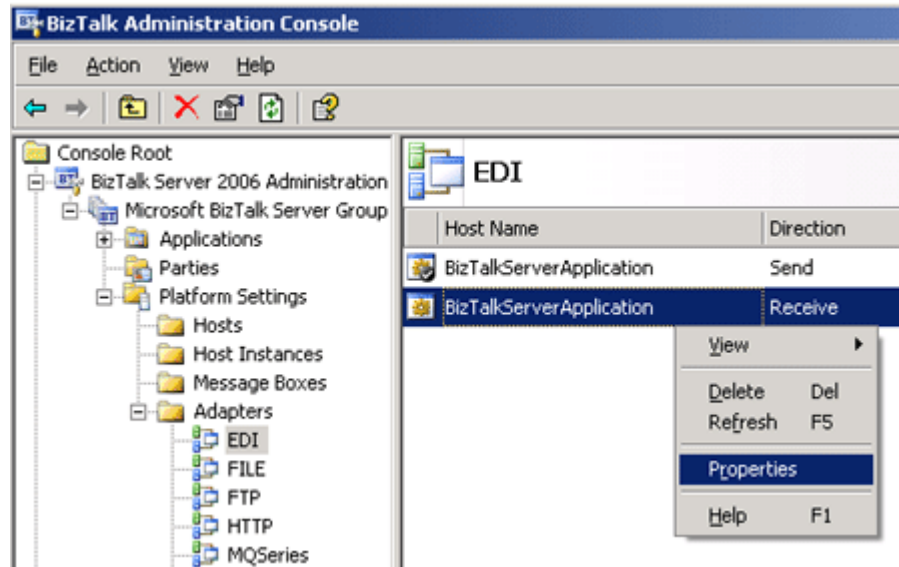 BizTalk Administration Console
File Action View Help
Console Root
BizTalk Server 2006 Administration
Microsoft BizTalk Server Group
Applications
Parties
Platform Settings
Hosts
Host Instances
Message Boxes
Adapters
EDI
FILE
FTP
HTTP
MQSeries
EDI
Host Name Direction
BizTalkServerApplication Send
BizTalkServerApplication Receive
View
Delete Del
Refresh F5
Properties
Help F1